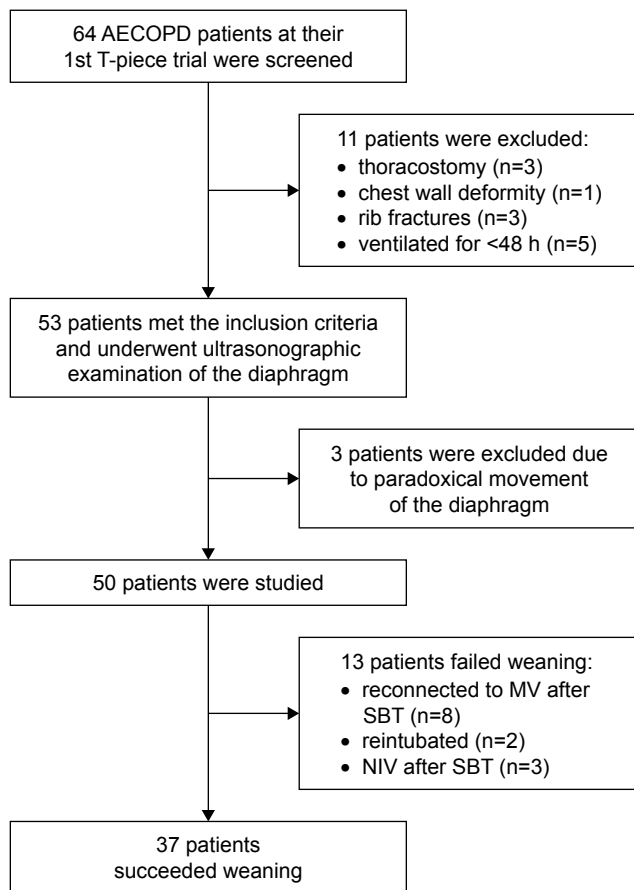 64 AECOPD patients at their
1st T-piece trial were screened
11 patients were excluded:
• thoracostomy (n=3)
• chest wall deformity (n=1)
• rib fractures (n=3)
• ventilated for <48 h (n=5)
53 patients met the inclusion criteria
and underwent ultrasonographic
examination of the diaphragm
3 patients were excluded due
to paradoxical movement
of the diaphragm
50 patients were studied
13 patients failed weaning:
• reconnected to MV after
SBT (n=8)
• reintubated (n=2)
• NIV after SBT (n=3)
37 patients
succeeded weaning